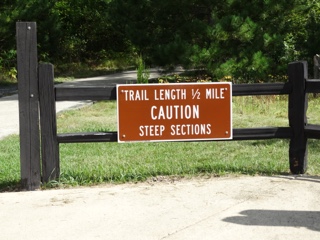 "TRAIL LENGTH ½ MILE"
CAUTION
STEEP SECTIONS